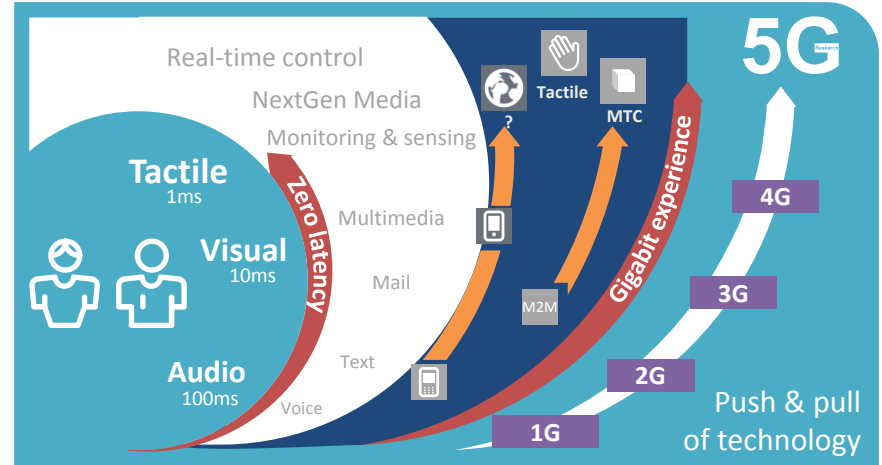 Real-time control
NextGen Media
Monitoring & sensing
Multimedia
Mail
Text
Voice
Tactile
1ms
Visual
10ms
Audio
100ms
Zero latency
?
Tactile
MTC
M2M
Gigabit experience
5G
Research
4G
3G
2G
1G
Push & pull
of technology